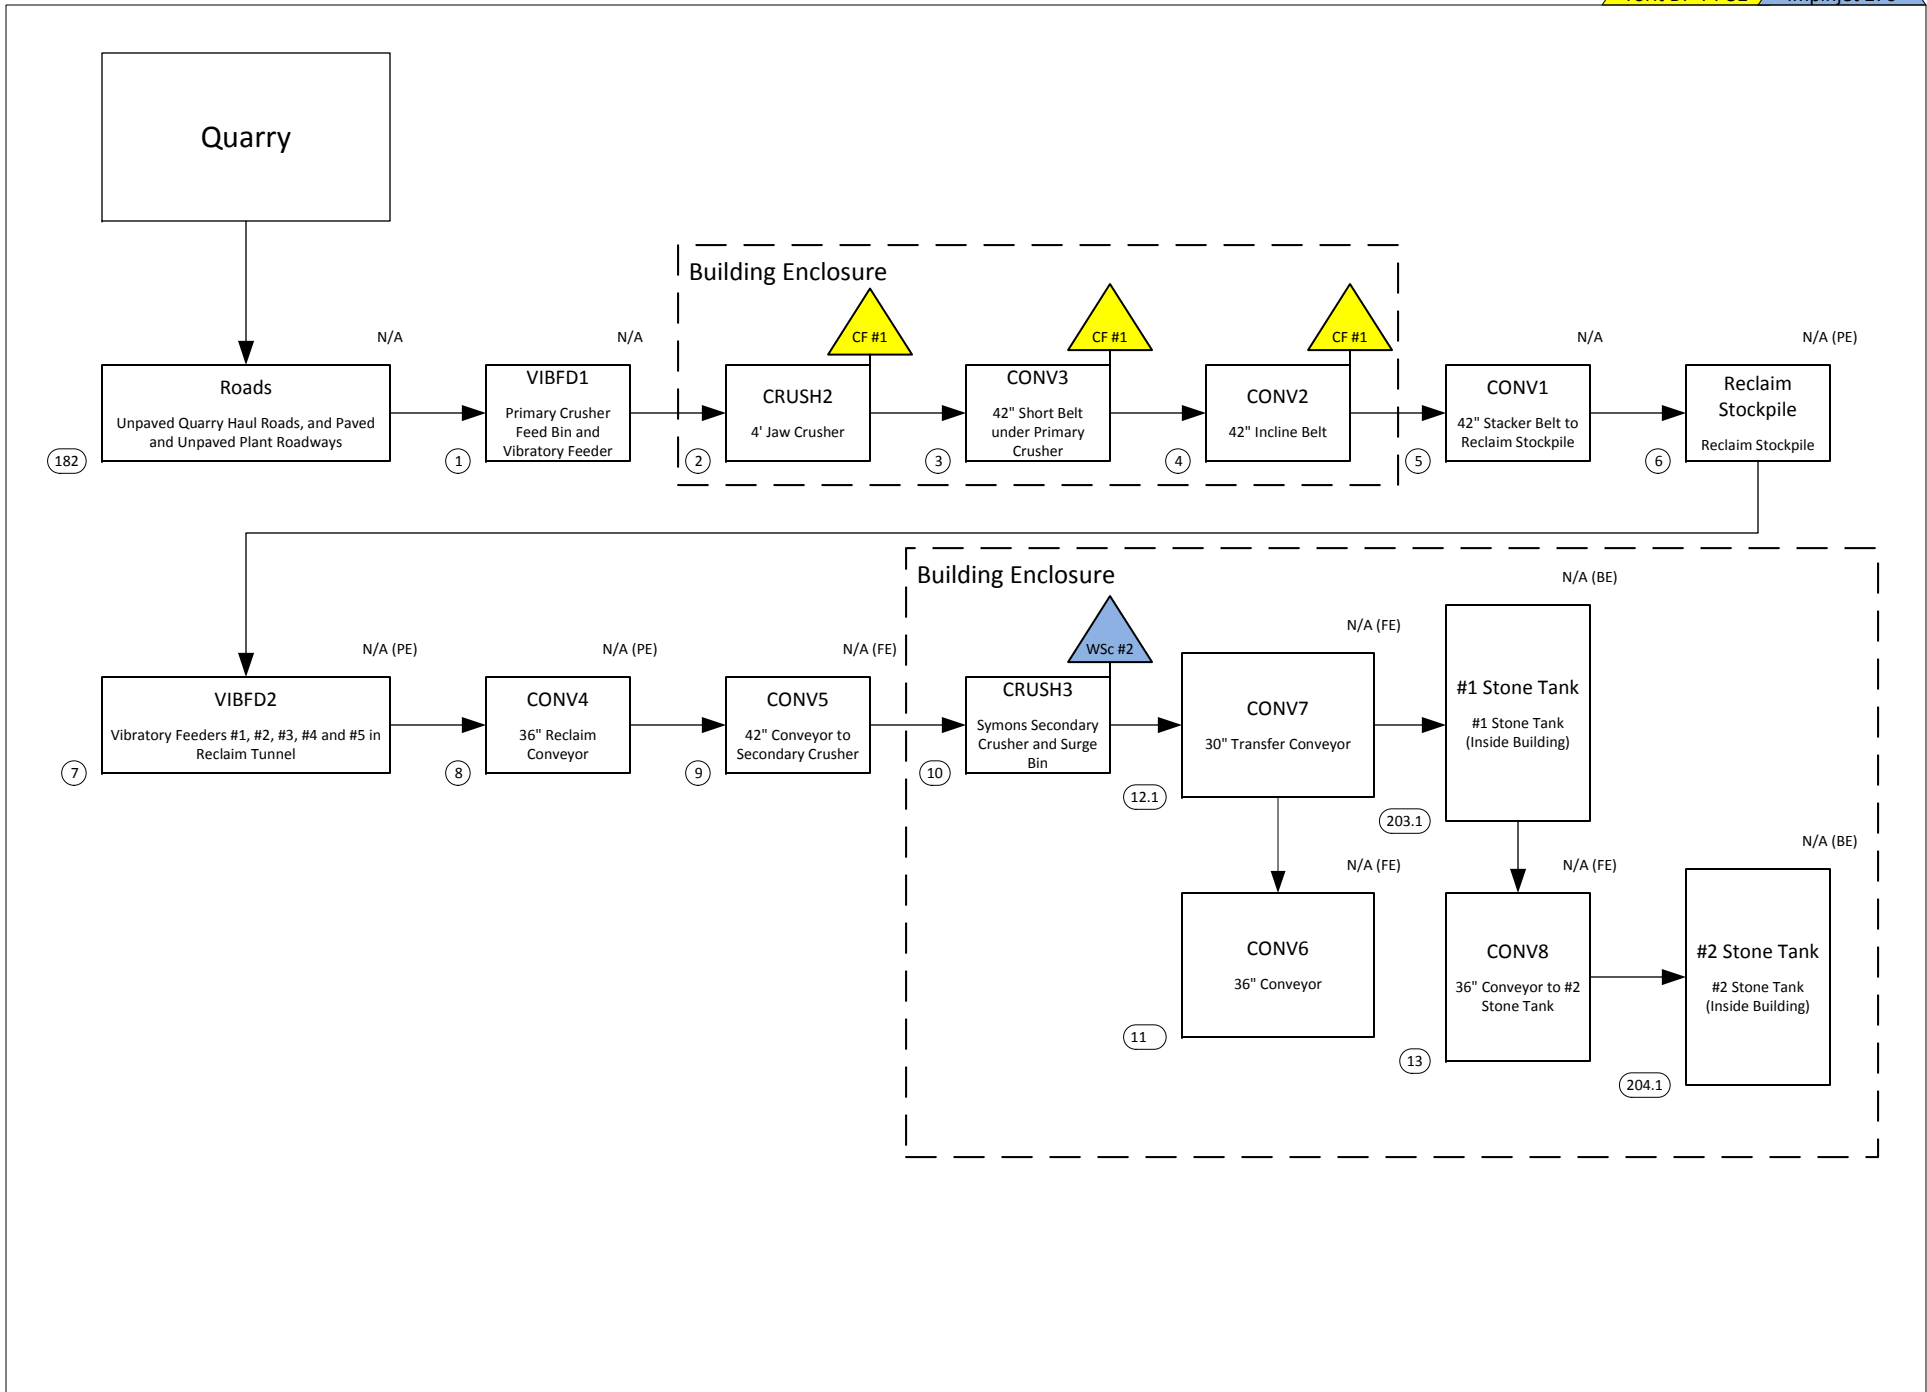 Quarry
Building Enclosure
CF #1
CF #1
CF #1
N/A
N/A
N/A
N/A (PE)
Roads
Unpaved Quarry Haul Roads, and Paved
and Unpaved Plant Roadways
182
VIBFD1
Primary Crusher
Feed Bin and
Vibratory Feeder
1
CRUSH2
4' Jaw Crusher
2
CONV3
42" Short Belt
under Primary
Crusher
3
CONV2
42" Incline Belt
4
CONV1
42" Stacker Belt to
Reclaim Stockpile
5
Reclaim
Stockpile
Reclaim Stockpile
6
Building Enclosure
N/A (PE)
VIBFD2
Vibratory Feeders #1, #2, #3, #4 and #5 in
Reclaim Tunnel
7
N/A (PE)
CONV4
36" Reclaim
Conveyor
8
N/A (FE)
CONV5
42" Conveyor to
Secondary Crusher
9
WSc #2
CRUSH3
Symons Secondary
Crusher and Surge
Bin
10
N/A (FE)
CONV7
30" Transfer Conveyor
12.1
N/A (BE)
#1 Stone Tank
#1 Stone Tank
(Inside Building)
203.1
N/A (FE)
CONV6
36" Conveyor
11
N/A (FE)
CONV8
36" Conveyor to #2
Stone Tank
13
N/A (BE)
#2 Stone Tank
#2 Stone Tank
(Inside Building)
204.1